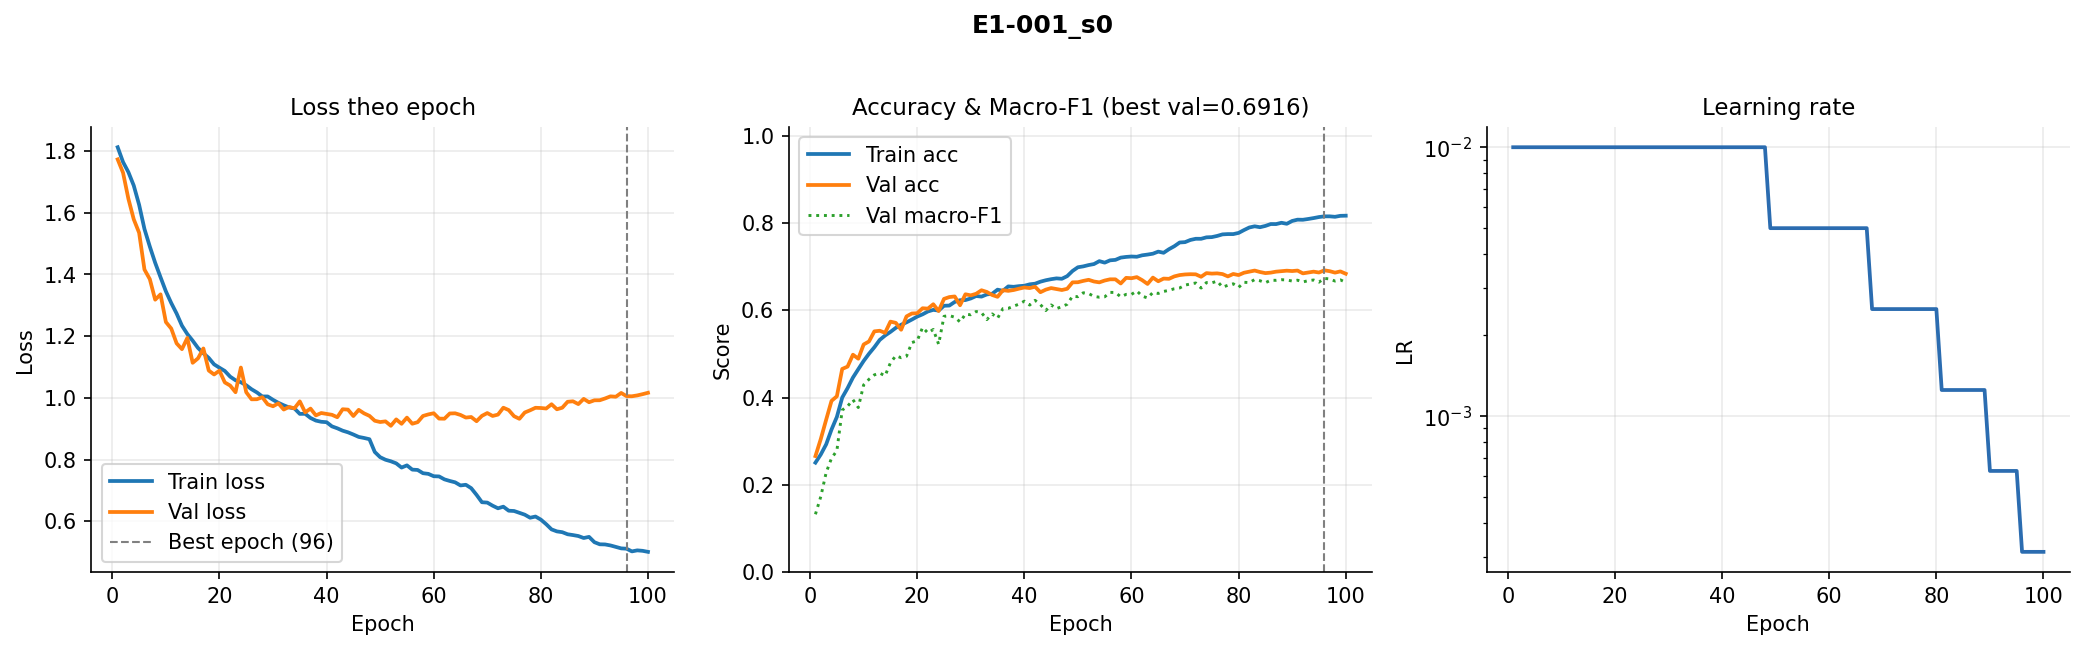 E1-001_s0
Loss theo epoch
Loss
1.8
1.6
1.4
1.2
1.0
0.8
0.6
Train loss
Val loss
Best epoch (96)
0 20 40 60 80 100
Epoch
Accuracy & Macro-F1 (best val=0.6916)
Score
1.0
0.8
0.6
0.4
0.2
0.0
Train acc
Val acc
Val macro-F1
0 20 40 60 80 100
Epoch
Learning rate
LR
10⁻²
10⁻³
0 20 40 60 80 100
Epoch